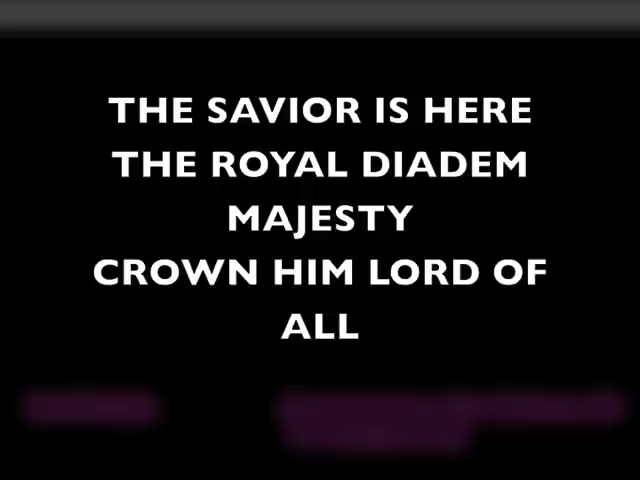 THE SAVIOR IS HERE
THE ROYAL DIADEM
MAJESTY
CROWN HIM LORD OF
ALL